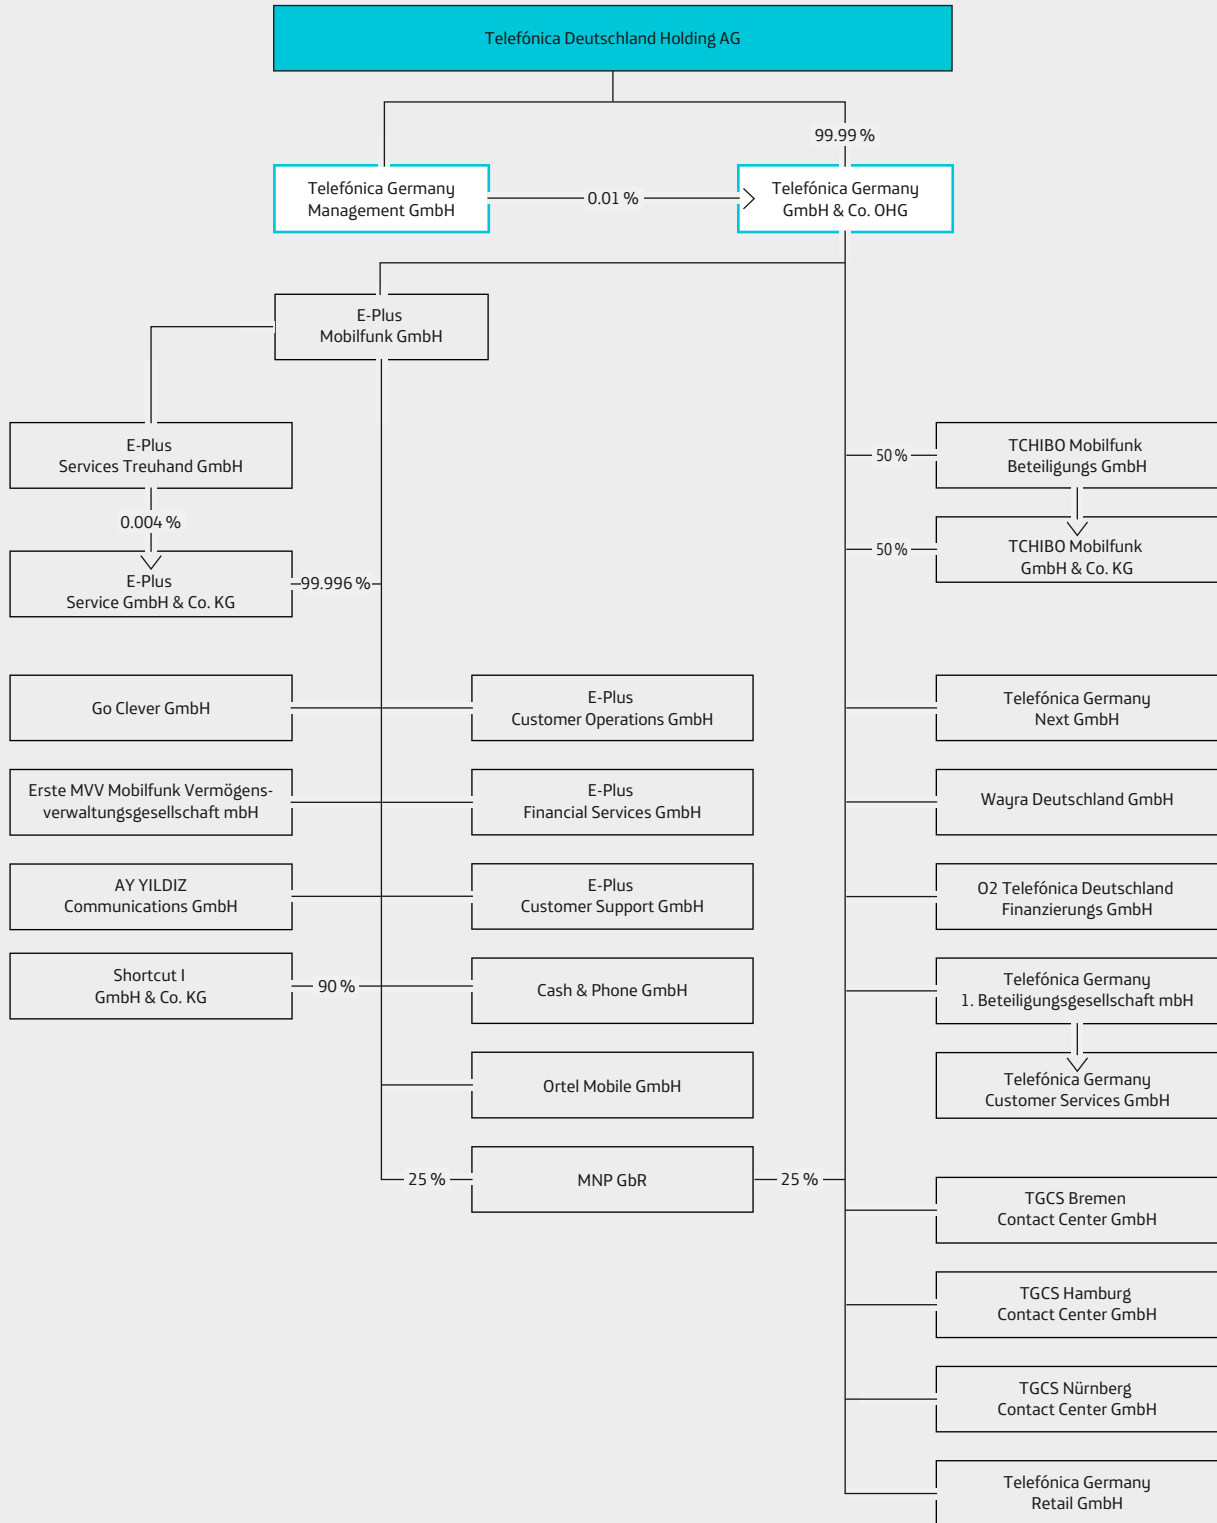 Telefónica Deutschland Holding AG
99.99 %
Telefónica Germany
Management GmbH
0.01 %
Telefónica Germany
GmbH & Co. OHG
E-Plus
Mobilfunk GmbH
E-Plus
Services Treuhand GmbH
50 %
TCHIBO Mobilfunk
Beteiligungs GmbH
0.004 %
50 %
TCHIBO Mobilfunk
GmbH & Co. KG
E-Plus
Service GmbH & Co. KG
99.996 %
Go Clever GmbH
E-Plus
Customer Operations GmbH
Telefónica Germany
Next GmbH
Erste MVV Mobilfunk Vermögens-
verwaltungsgesellschaft mbH
E-Plus
Financial Services GmbH
Wayra Deutschland GmbH
AY YILDIZ
Communications GmbH
E-Plus
Customer Support GmbH
O2 Telefónica Deutschland
Finanzierungs GmbH
Shortcut I
GmbH & Co. KG
90 %
Cash & Phone GmbH
Telefónica Germany
1. Beteiligungsgesellschaft mbH
Ortel Mobile GmbH
Telefónica Germany
Customer Services GmbH
25 %
MNP GbR
25 %
TGCS Bremen
Contact Center GmbH
TGCS Hamburg
Contact Center GmbH
TGCS Nürnberg
Contact Center GmbH
Telefónica Germany
Retail GmbH